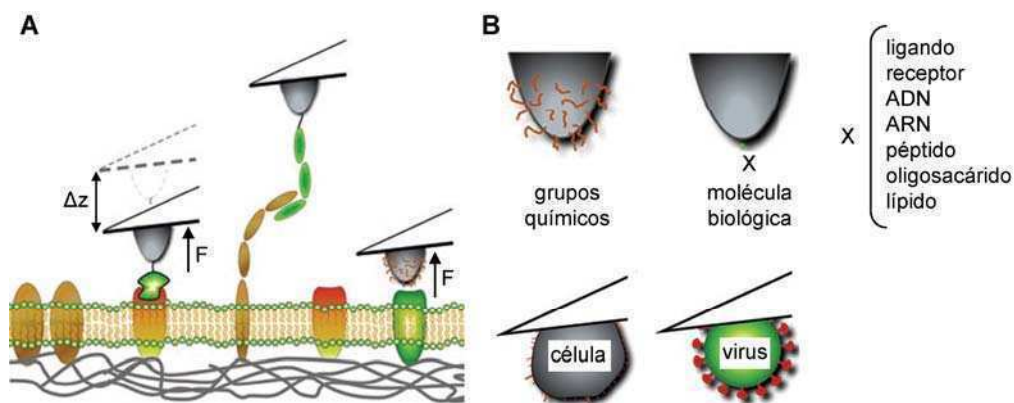 A
Δz
F
F
B
grupos
químicos
X
molécula
biológica
X
ligando
receptor
ADN
ARN
péptido
oligosacárido
lípido
célula
virus